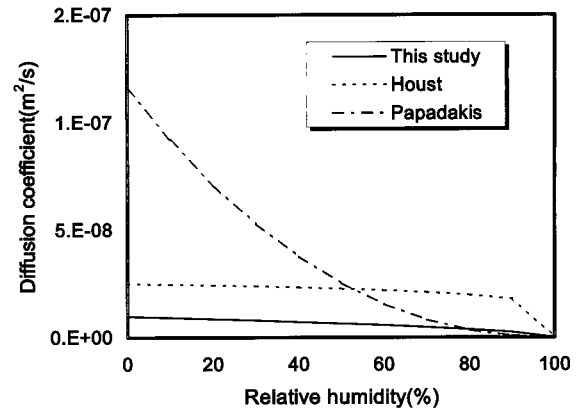 2.E-07
1.E-07
5.E-08
0.E+00
Diffusion coefficient(m²/s)
This study
Houst
Papadakis
0 20 40 60 80 100
Relative humidity(%)